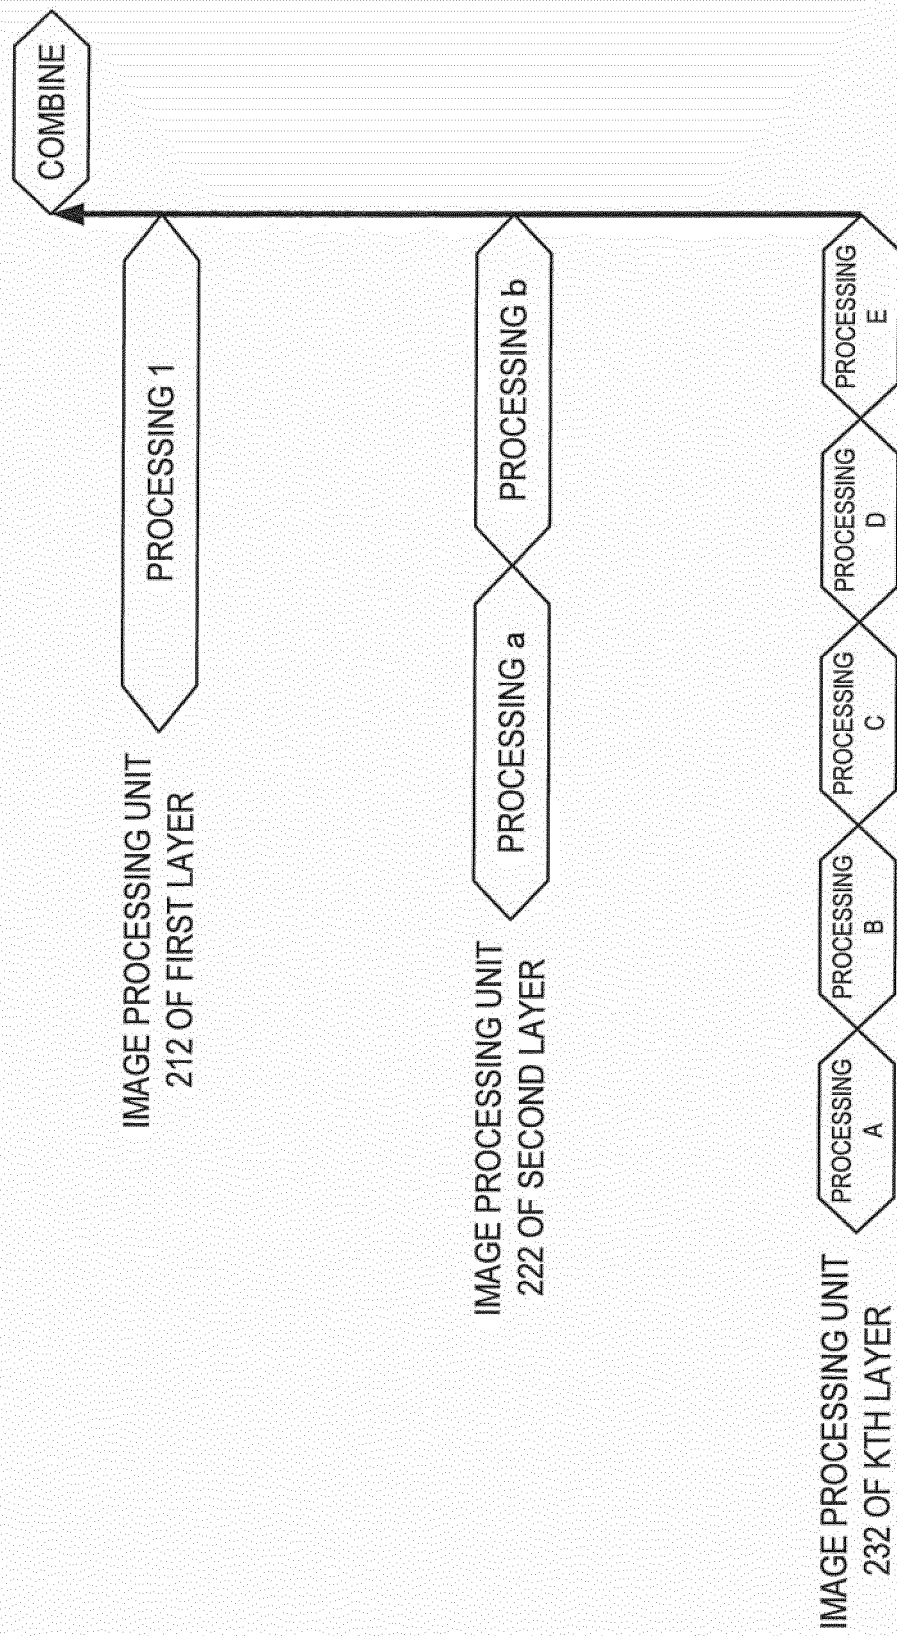 COMBINE
IMAGE PROCESSING UNIT
212 OF FIRST LAYER
PROCESSING 1
IMAGE PROCESSING UNIT
222 OF SECOND LAYER
PROCESSING a
PROCESSING b
IMAGE PROCESSING UNIT
232 OF KTH LAYER
PROCESSING
A
PROCESSING
B
PROCESSING
C
PROCESSING
D
PROCESSING
E